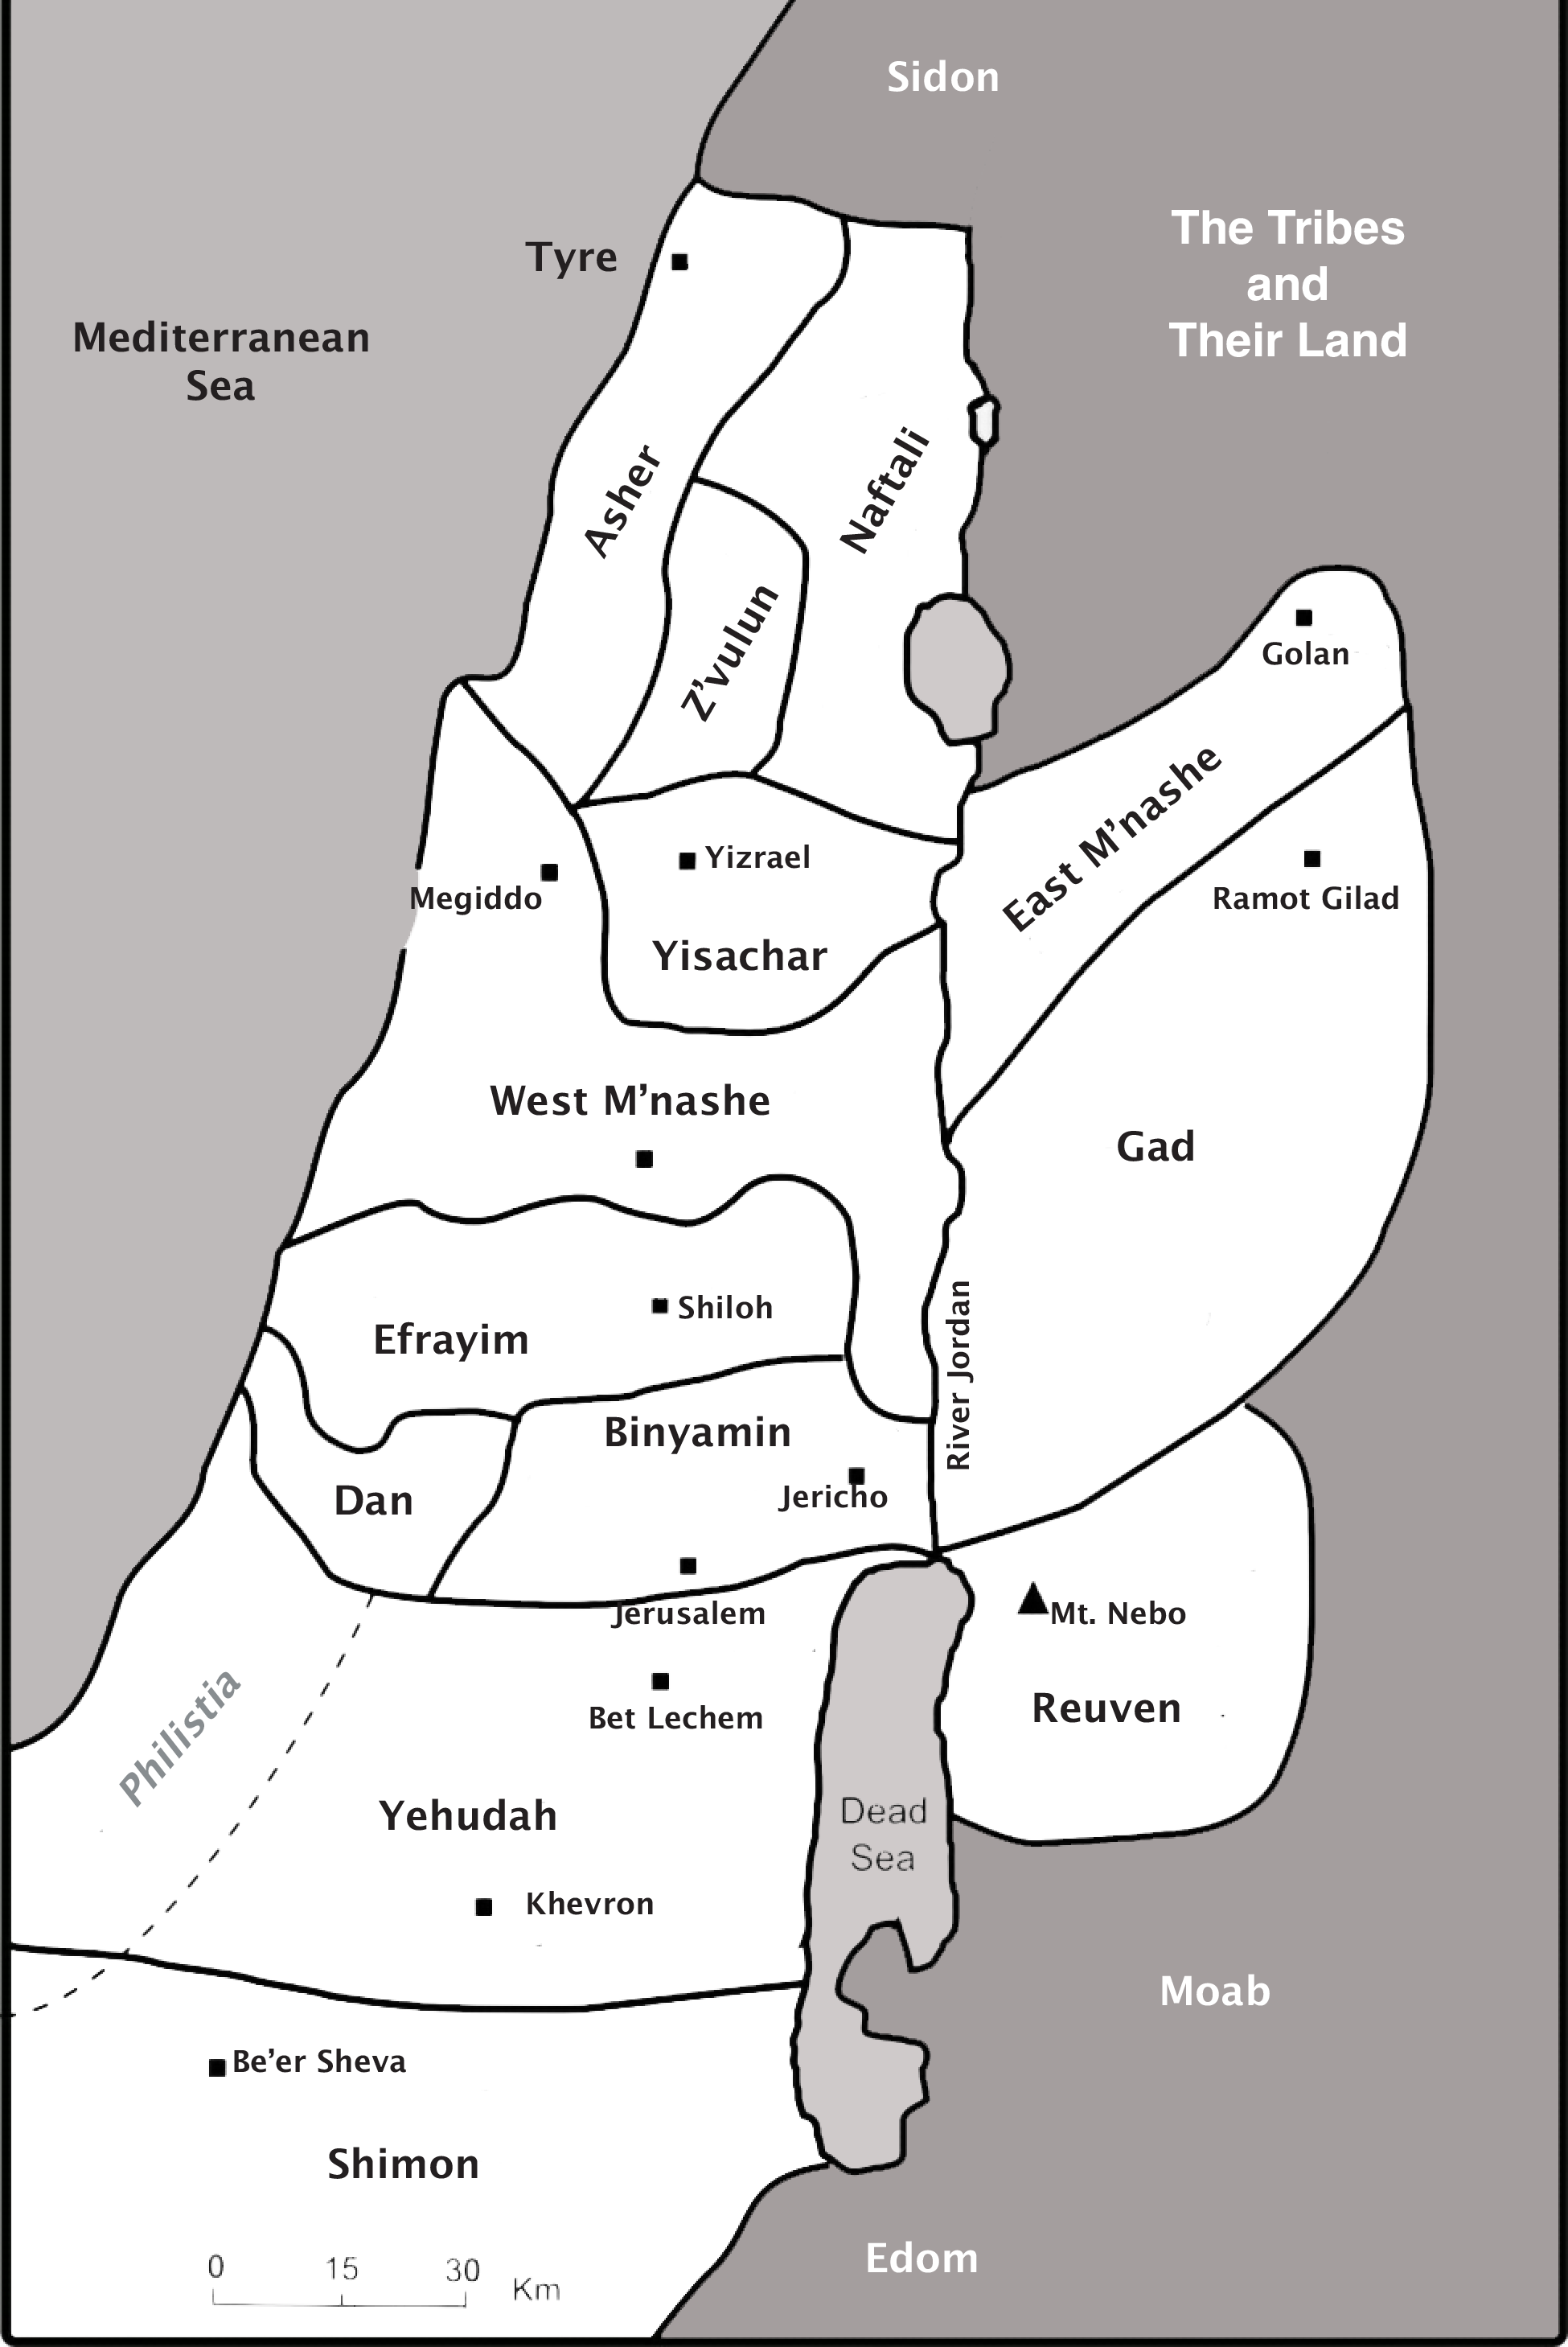 Sidon
The Tribes
and
Their Land
Tyre
Mediterranean
Sea
Asher
Naftali
Z'vulun
Golan
East M'nashe
Yizrael
Megiddo
Ramot Gilad
Yisachar
West M'nashe
Gad
Shiloh
Efrayim
River Jordan
Binyamin
Jericho
Dan
Jerusalem
Mt. Nebo
Bet Lechem
Reuven
Philistia
Yehudah
Dead
Sea
Khevron
Moab
Be'er Sheva
Shimon
Edom
0 15 30 Km